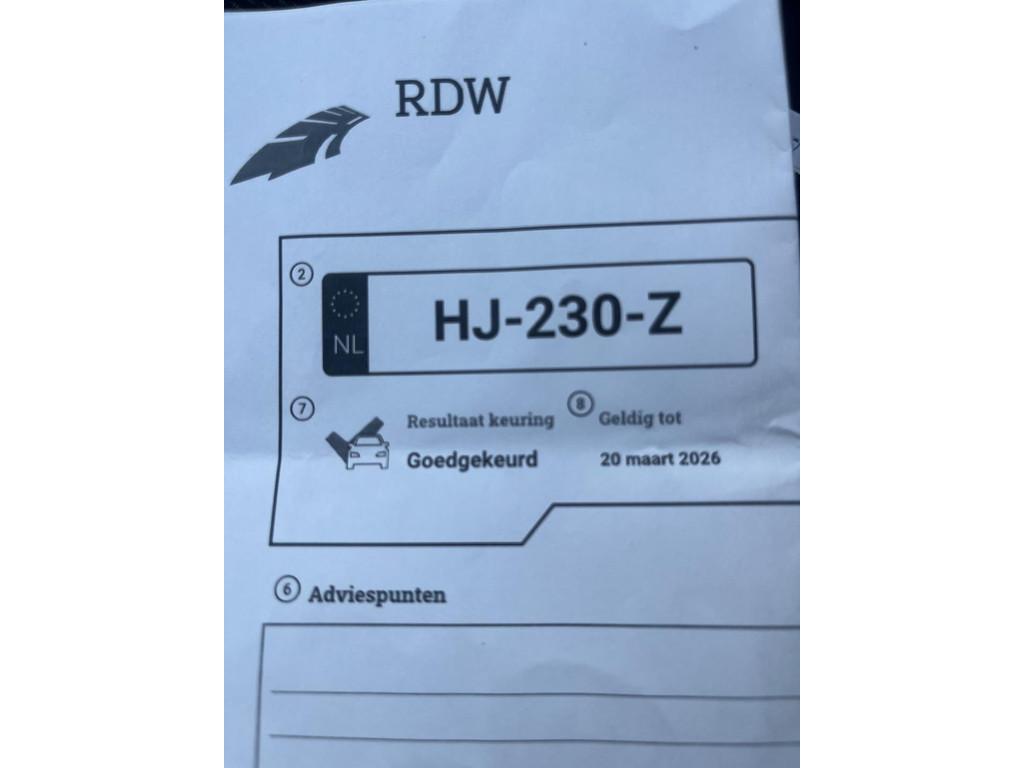 RDW
2
NL
HJ-230-Z
7
Resultaat keuring
8
Geldig tot
Goedgekeurd
20 maart 2026
6 Adviespunten